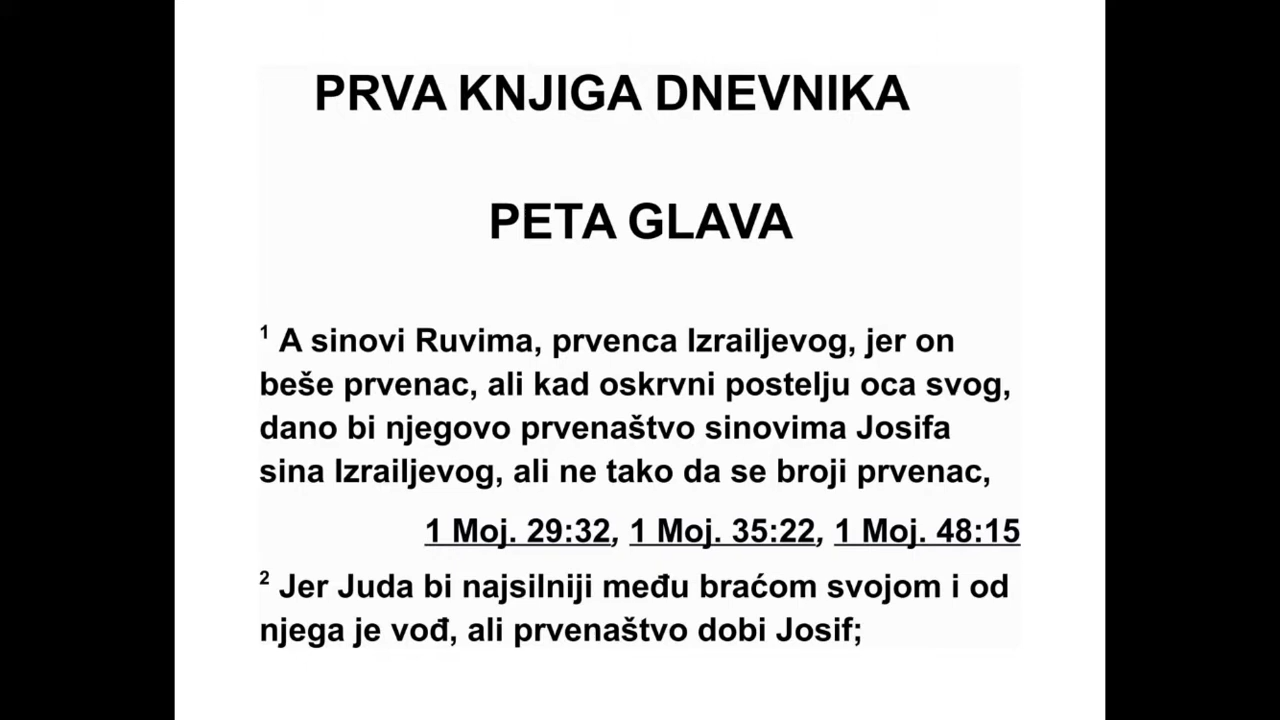 PRVA KNJIGA DNEVNIKA
PETA GLAVA
1 A sinovi Ruvima, prvenca Izrailjevog, jer on
beše prvenac, ali kad oskrvni postelju oca svog,
dano bi njegovo prvenaštvo sinovima Josifa
sina Izrailjevog, ali ne tako da se broji prvenac,
1 Moj. 29:32, 1 Moj. 35:22, 1 Moj. 48:15
2 Jer Juda bi najsilniji među braćom svojom i od
njega je vođ, ali prvenaštvo dobi Josif;